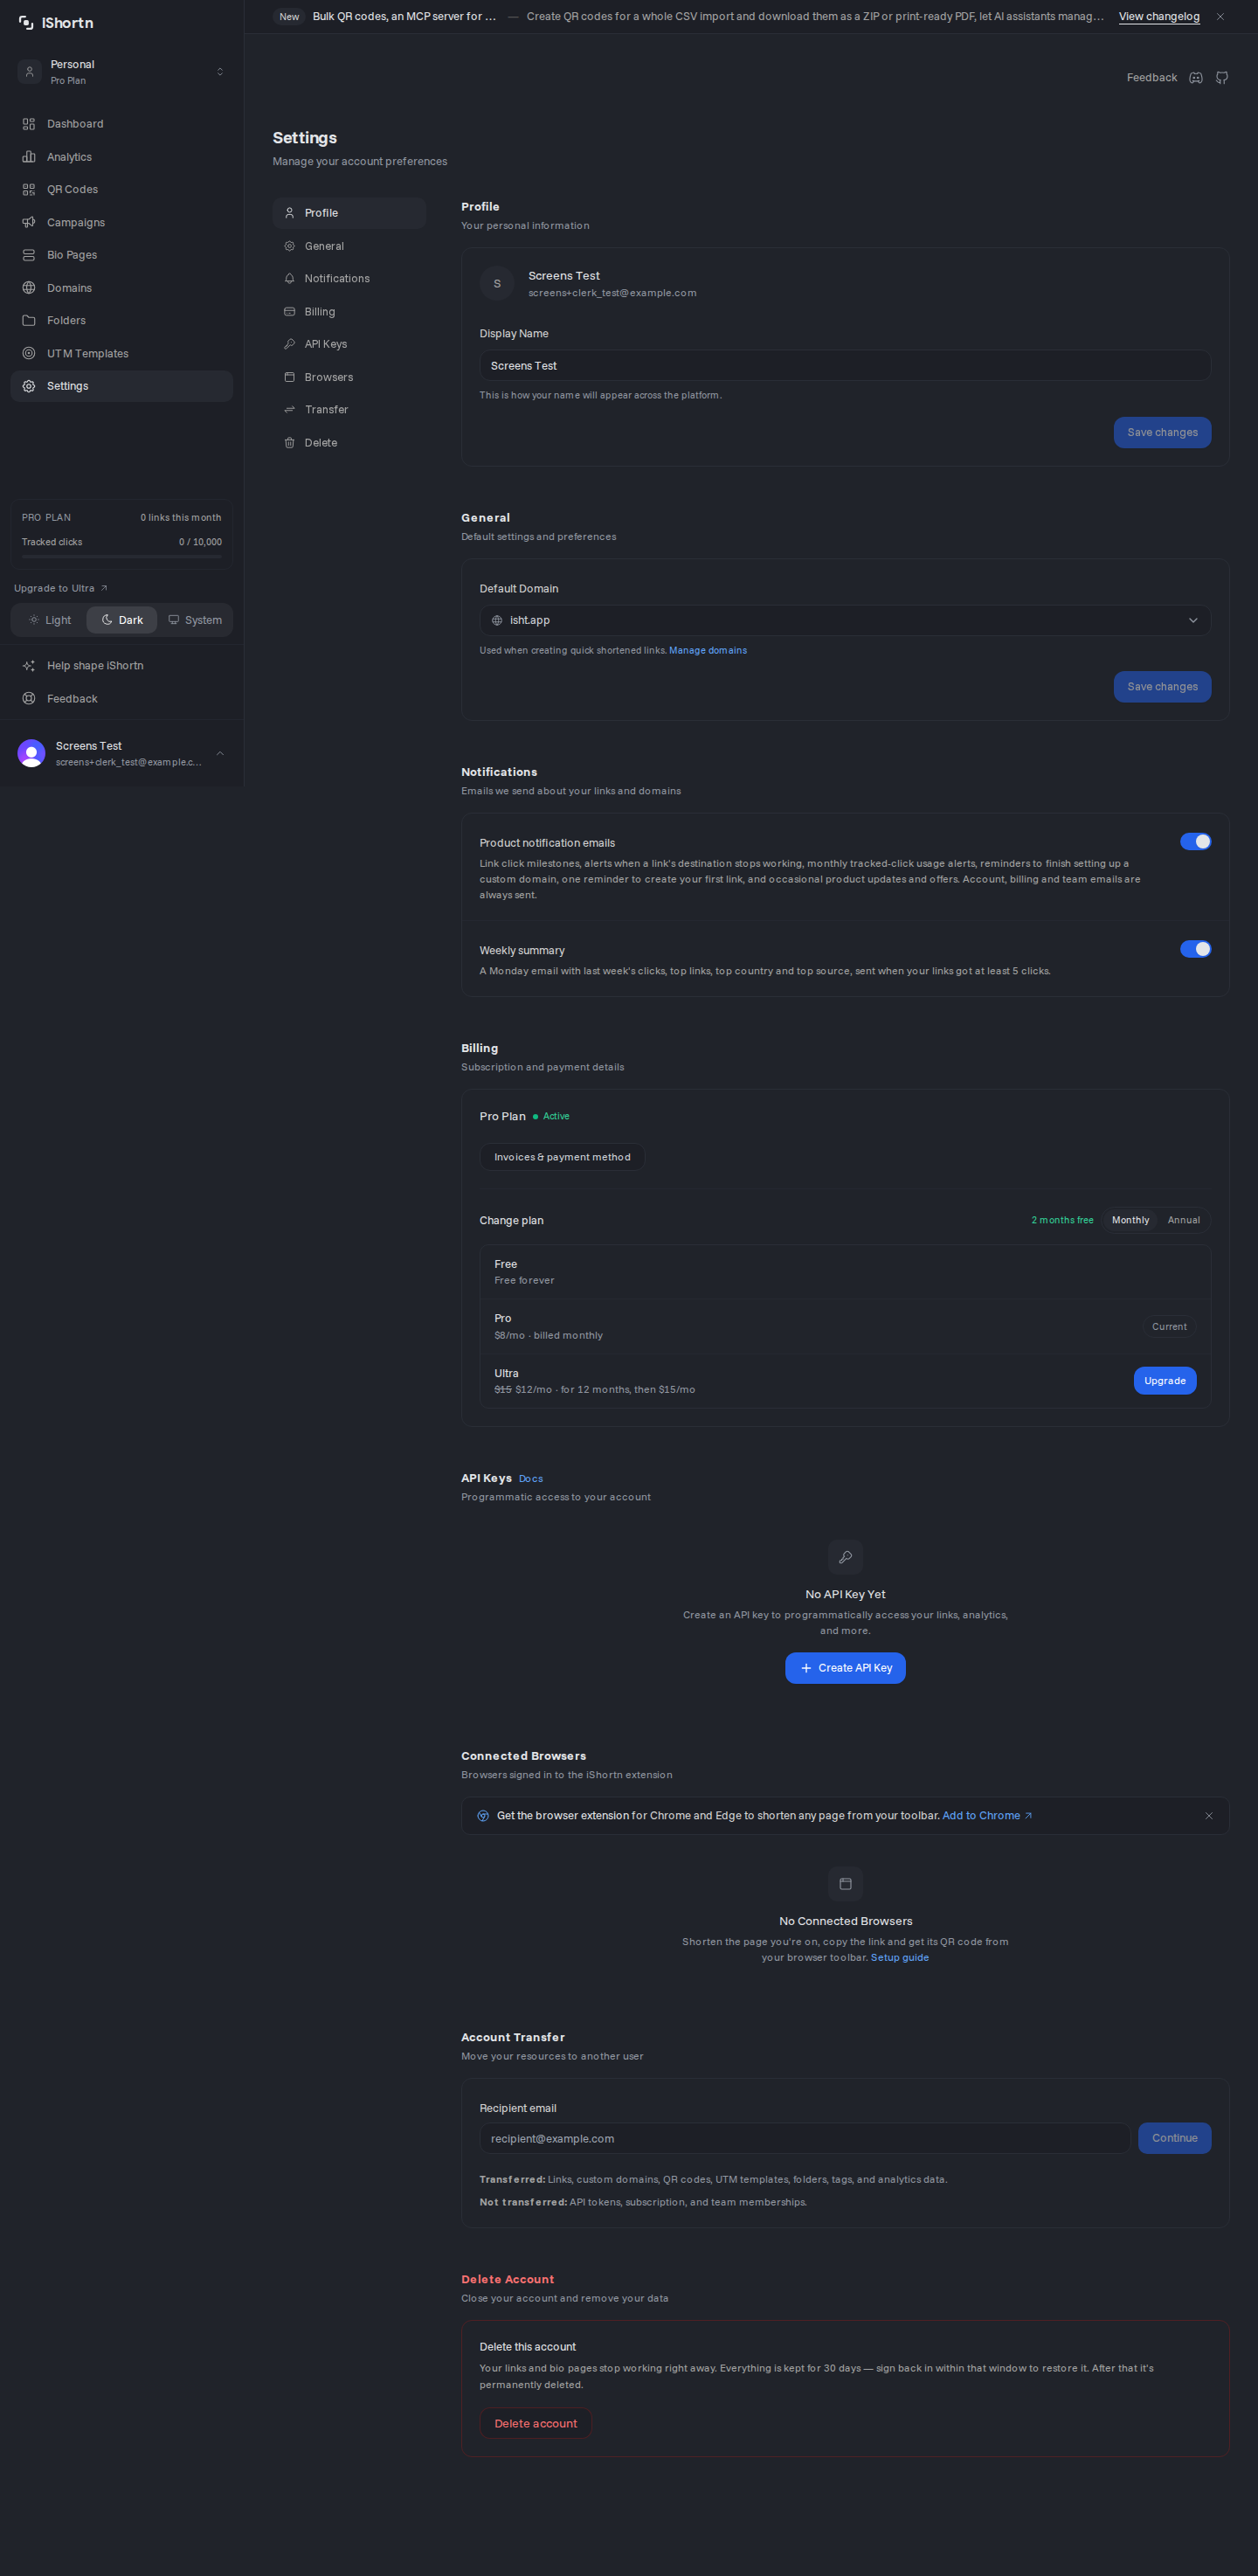 iShortn
Personal
Pro Plan
Dashboard
Analytics
QR Codes
Campaigns
Bio Pages
Domains
Folders
UTM Templates
Settings
PRO PLAN 0 links this month
Tracked clicks 0 / 10,000
Upgrade to Ultra
Light Dark System
Help shape iShortn
Feedback
Screens Test
screens+clerk_test@example.c...
New Bulk QR codes, an MCP server for ... — Create QR codes for a whole CSV import and download them as a ZIP or print-ready PDF, let AI assistants manag... View changelog
Feedback
Settings
Manage your account preferences
Profile
General
Notifications
Billing
API Keys
Browsers
Transfer
Delete
Profile
Your personal information
S
Screens Test
screens+clerk_test@example.com
Display Name
Screens Test
This is how your name will appear across the platform.
Save changes
General
Default settings and preferences
Default Domain
isht.app
Used when creating quick shortened links. Manage domains
Save changes
Notifications
Emails we send about your links and domains
Product notification emails
Link click milestones, alerts when a link's destination stops working, monthly tracked-click usage alerts, reminders to finish setting up a
custom domain, one reminder to create your first link, and occasional product updates and offers. Account, billing and team emails are
always sent.
Weekly summary
A Monday email with last week's clicks, top links, top country and top source, sent when your links got at least 5 clicks.
Billing
Subscription and payment details
Pro Plan Active
Invoices & payment method
Change plan 2 months free Monthly Annual
Free
Free forever
Pro
$8/mo · billed monthly
Current
Ultra
$15 $12/mo · for 12 months, then $15/mo
Upgrade
API Keys Docs
Programmatic access to your account
No API Key Yet
Create an API key to programmatically access your links, analytics,
and more.
Create API Key
Connected Browsers
Browsers signed in to the iShortn extension
Get the browser extension for Chrome and Edge to shorten any page from your toolbar. Add to Chrome
No Connected Browsers
Shorten the page you're on, copy the link and get its QR code from
your browser toolbar. Setup guide
Account Transfer
Move your resources to another user
Recipient email
recipient@example.com
Continue
Transferred: Links, custom domains, QR codes, UTM templates, folders, tags, and analytics data.
Not transferred: API tokens, subscription, and team memberships.
Delete Account
Close your account and remove your data
Delete this account
Your links and bio pages stop working right away. Everything is kept for 30 days — sign back in within that window to restore it. After that it's
permanently deleted.
Delete account